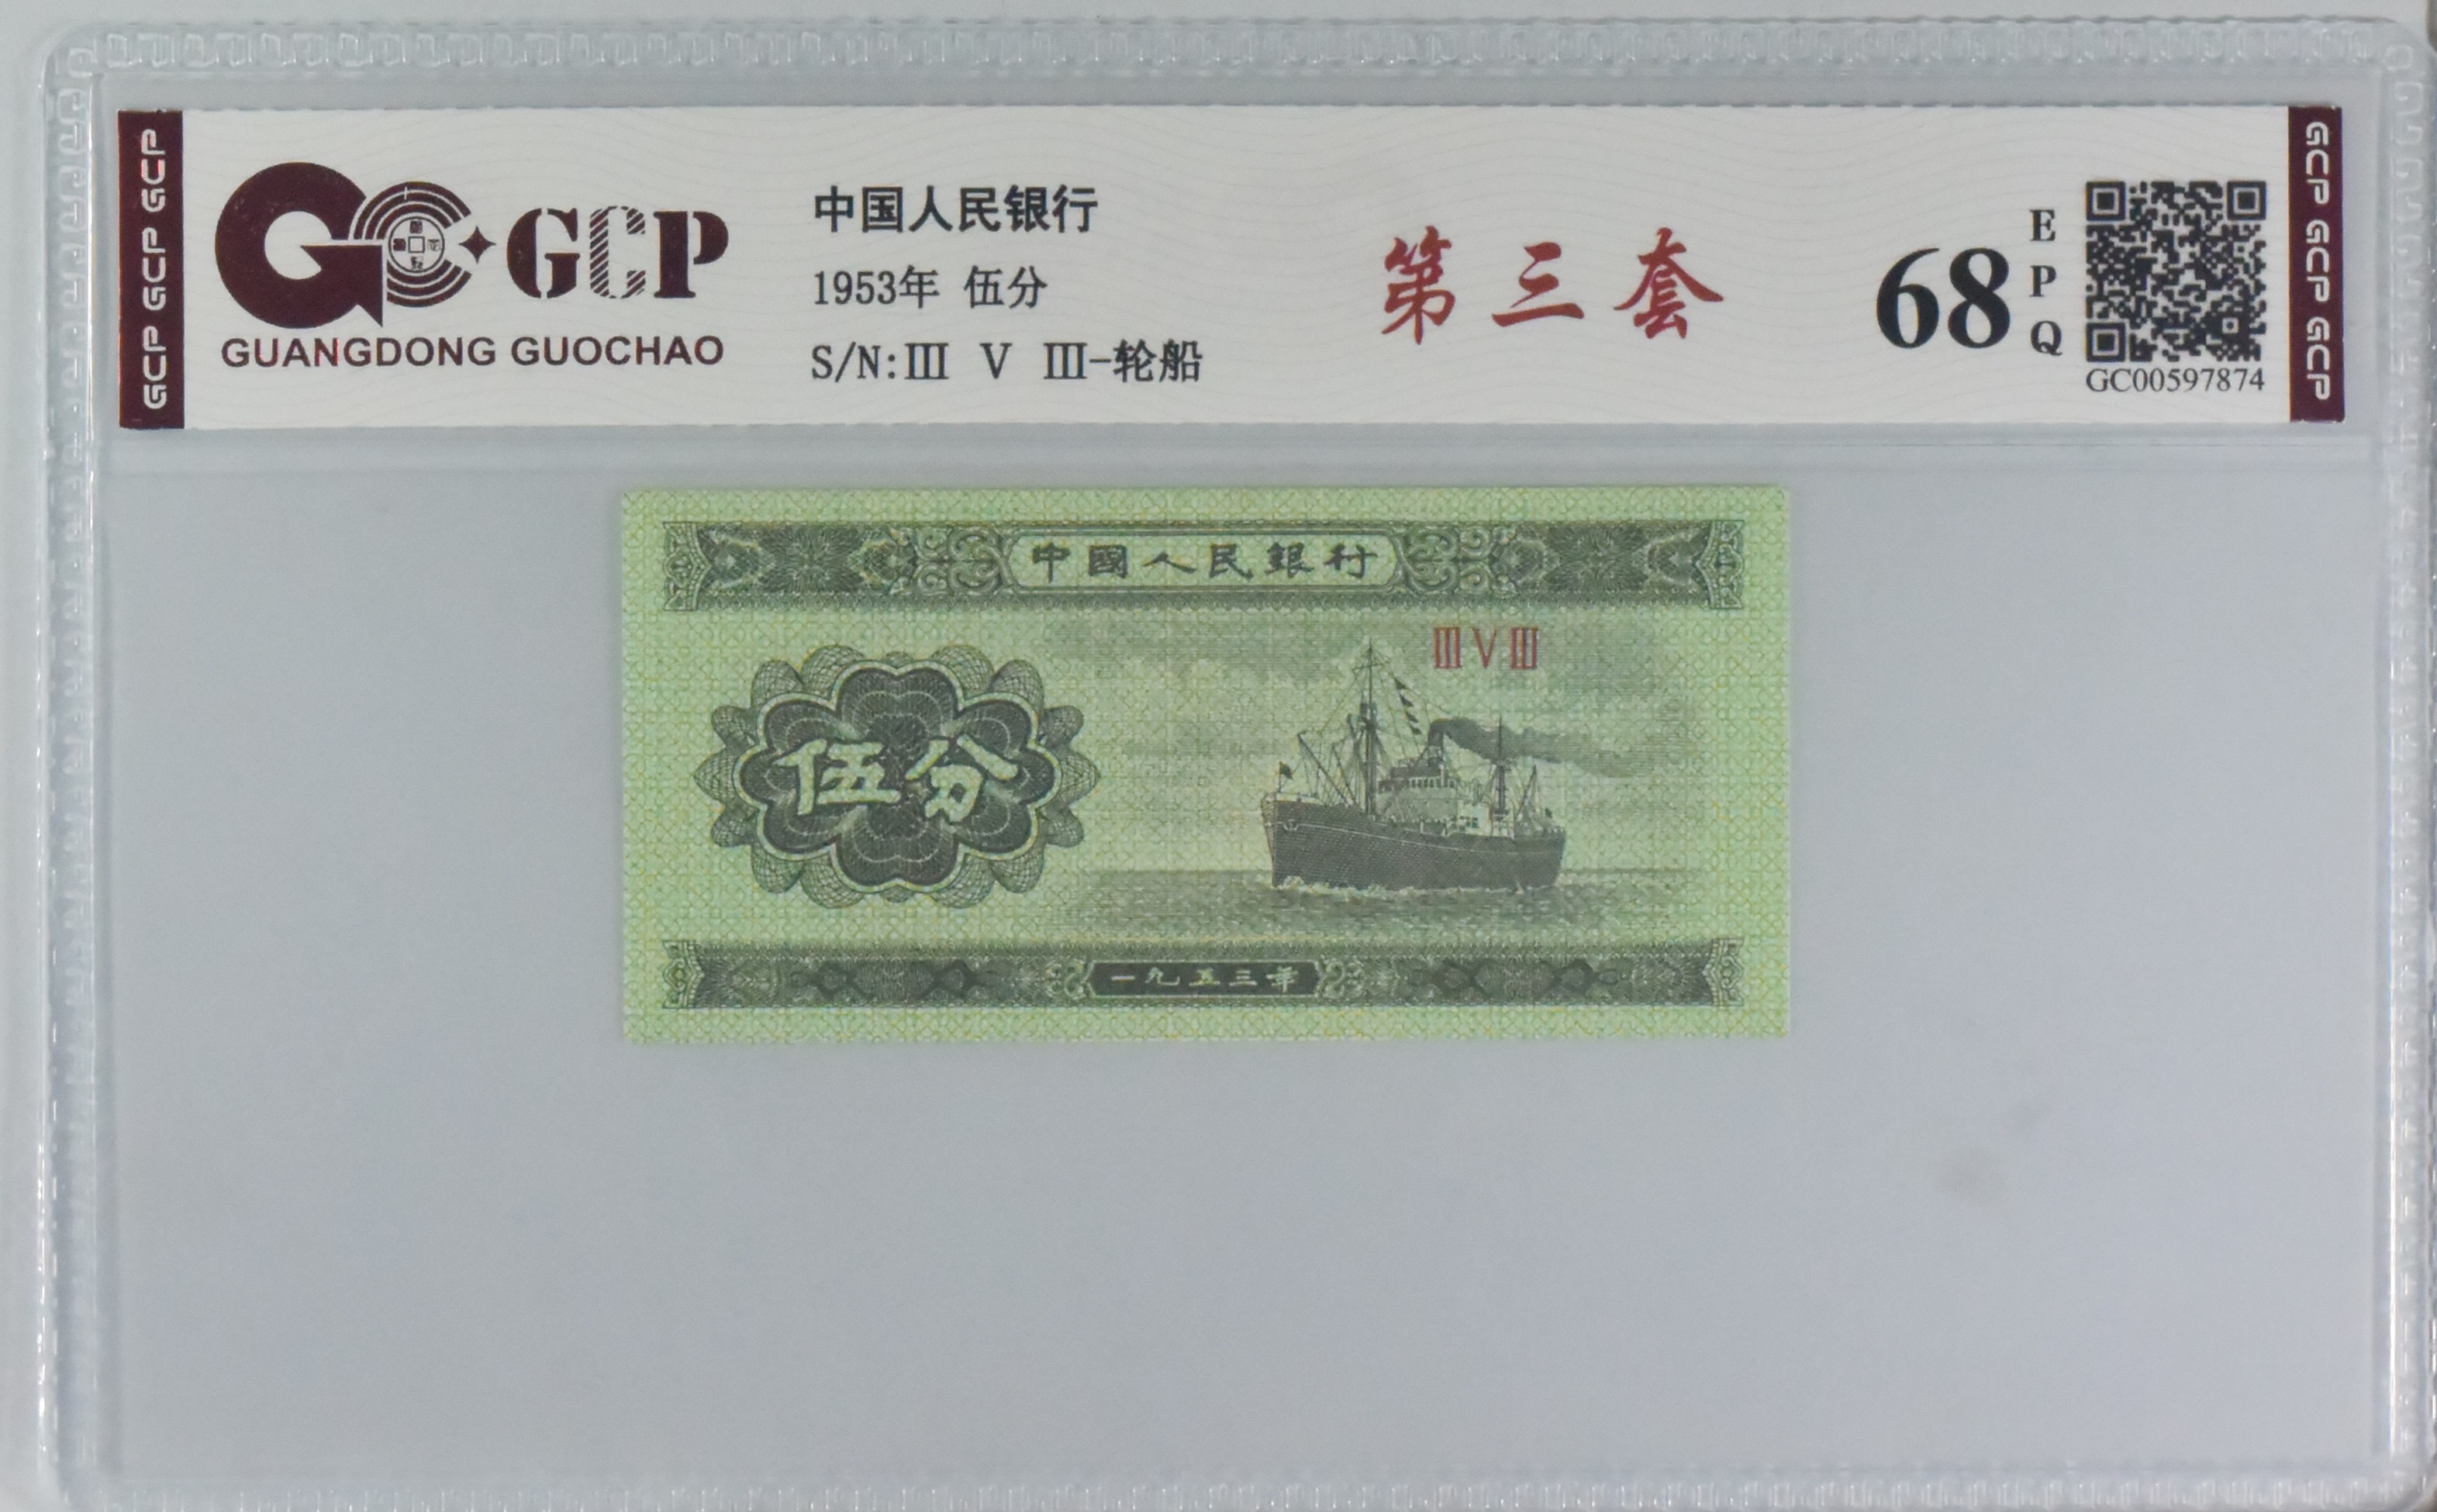 GCP GCP GCP
GCP
GUANGDONG GUOCHAO
中国人民银行
1953年 伍分
S/N:Ⅲ Ⅴ Ⅲ-轮船
第三套
68
EPQ
GC00597874
GCP GCP GCP
中國人民銀行
ⅢⅤⅢ
伍分
一九五三年